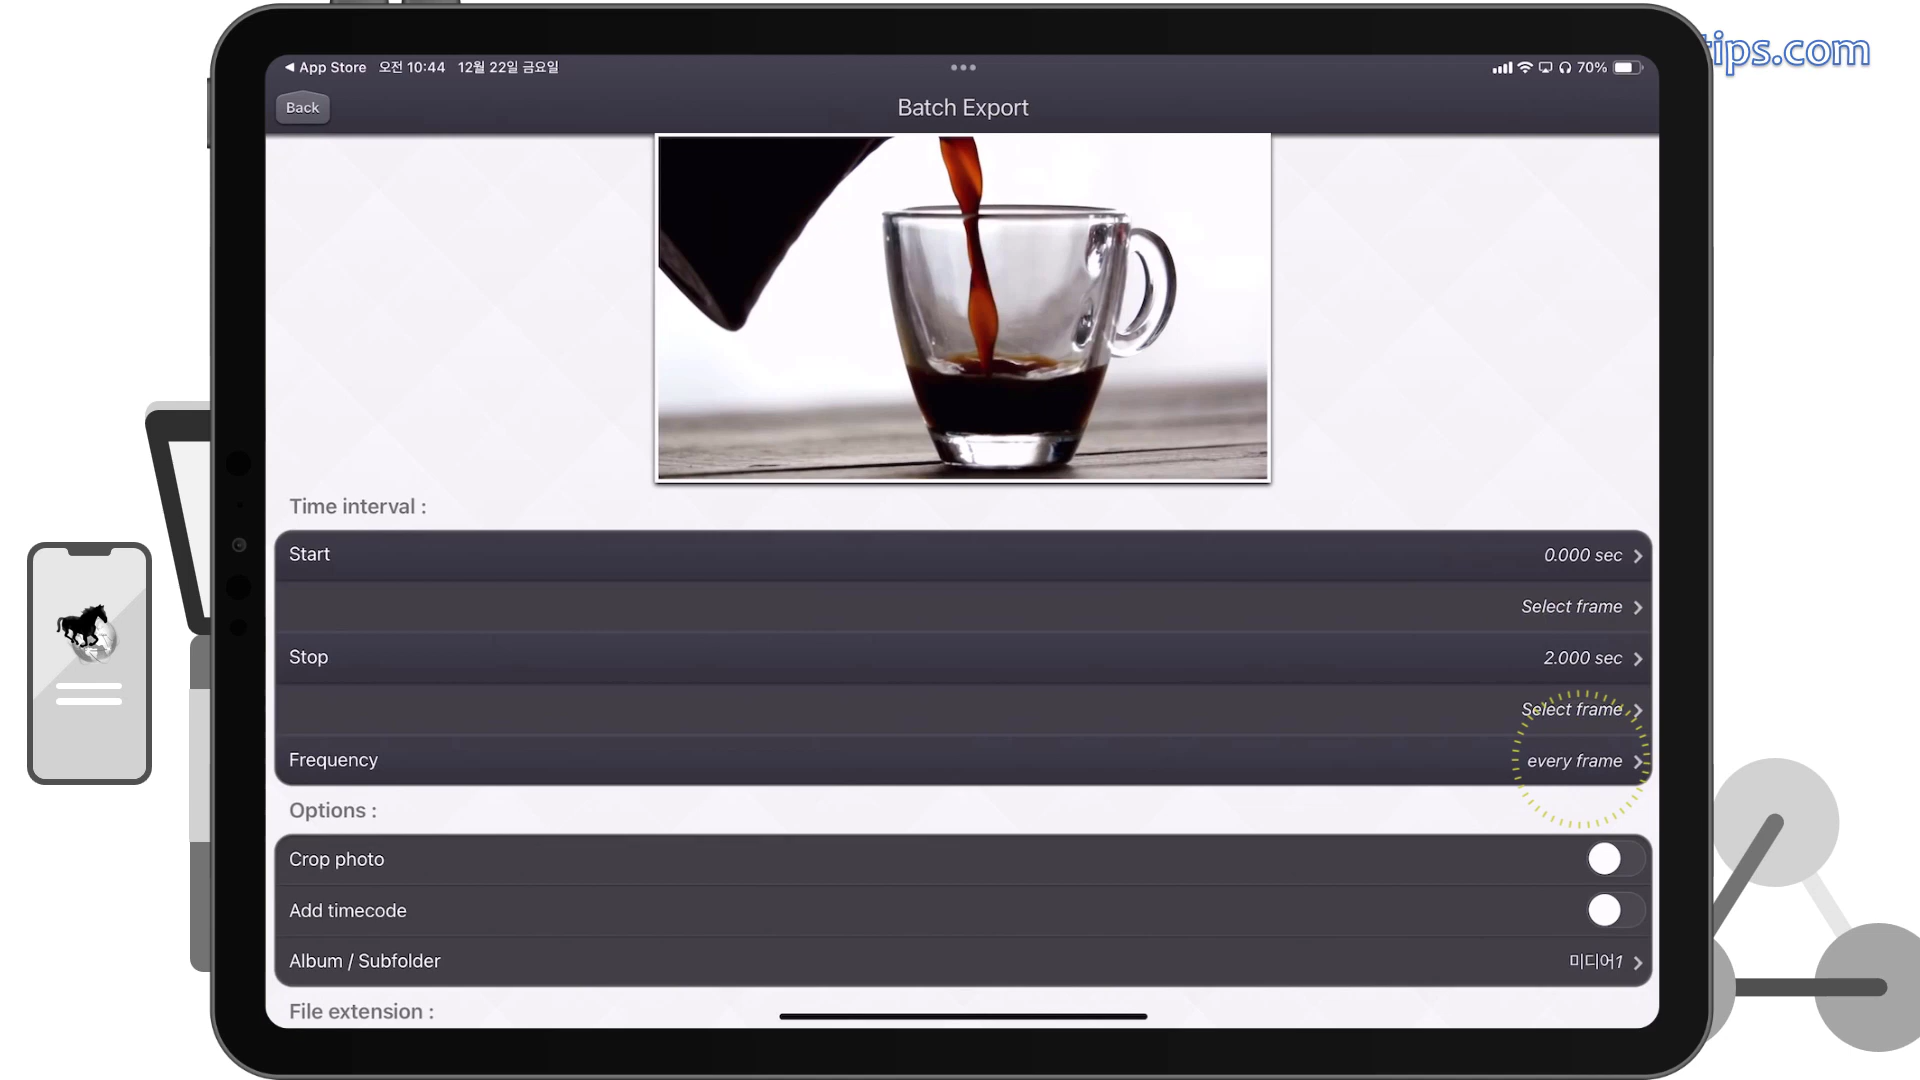 tips.com
App Store 오전 10:44 12월 22일 금요일
70%
Back
Batch Export
Time interval :
Start 0.000 sec
Select frame
Stop 2.000 sec
Select frame
Frequency every frame
Options :
Crop photo
Add timecode
Album / Subfolder 미디어1
File extension :